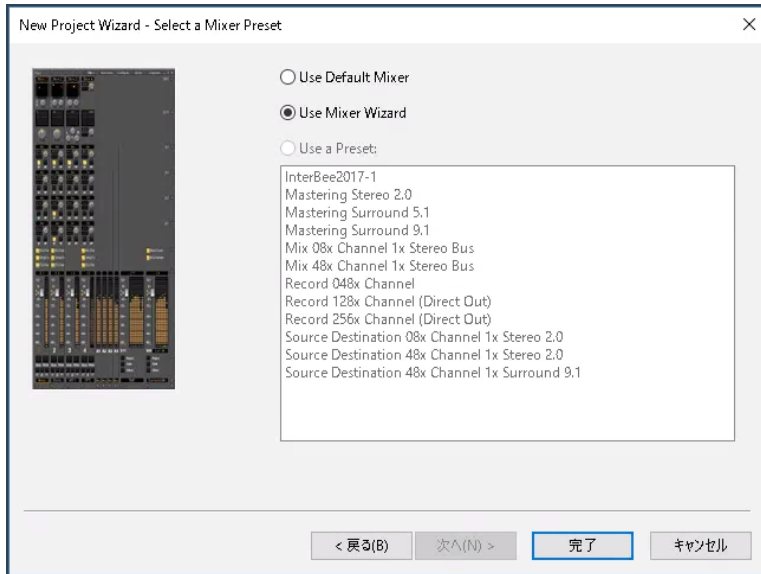 New Project Wizard - Select a Mixer Preset
Use Default Mixer
Use Mixer Wizard
Use a Preset:
InterBee2017-1
Mastering Stereo 2.0
Mastering Surround 5.1
Mastering Surround 9.1
Mix 08x Channel 1x Stereo Bus
Mix 48x Channel 1x Stereo Bus
Record 048x Channel
Record 128x Channel (Direct Out)
Record 256x Channel (Direct Out)
Source Destination 08x Channel 1x Stereo 2.0
Source Destination 48x Channel 1x Stereo 2.0
Source Destination 48x Channel 1x Surround 9.1
< 戻る(B) 次へ(N) > 完了 キャンセル